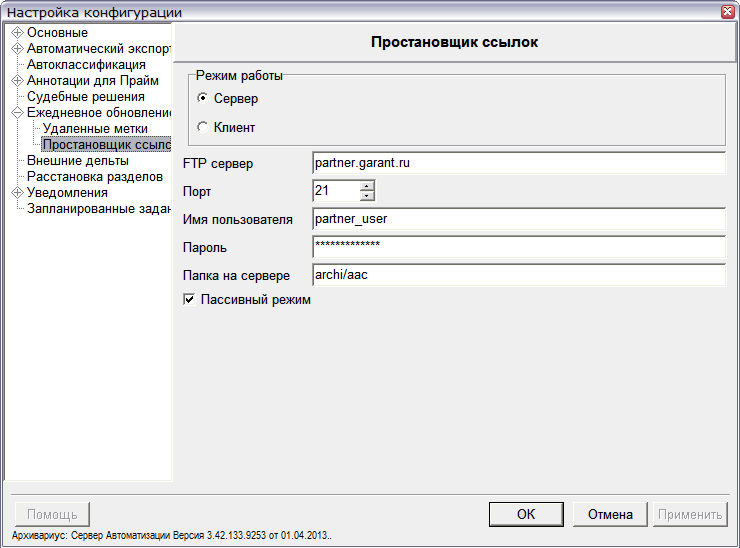 Настройка конфигурации
Основные
Автоматический экспорт
Автоклассификация
Аннотации для Прайм
Судебные решения
Ежедневное обновление
Удаленные метки
Простановщик ссыло
Внешние дельты
Расстановка разделов
Уведомления
Запланированные задан
Простановщик ссылок
Режим работы
Сервер
Клиент
FTP сервер partner.garant.ru
Порт 21
Имя пользователя partner_user
Пароль *************
Папка на сервере archi/aac
Пассивный режим
Помощь OK Отмена Применить
Архивариус: Сервер Автоматизации Версия 3.42.133.9253 от 01.04.2013..